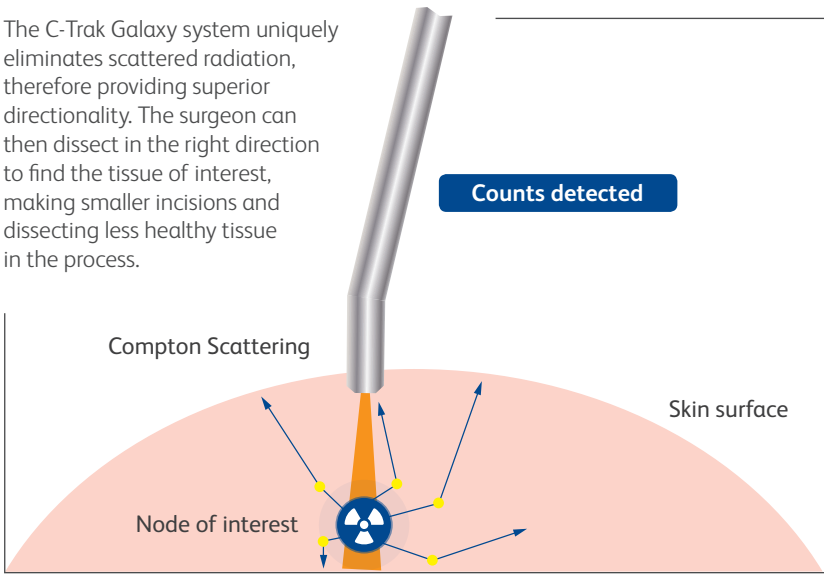 The C-Trak Galaxy system uniquely
eliminates scattered radiation,
therefore providing superior
directionality. The surgeon can
then dissect in the right direction
to find the tissue of interest,
making smaller incisions and
dissecting less healthy tissue
in the process.
Counts detected
Compton Scattering
Skin surface
Node of interest